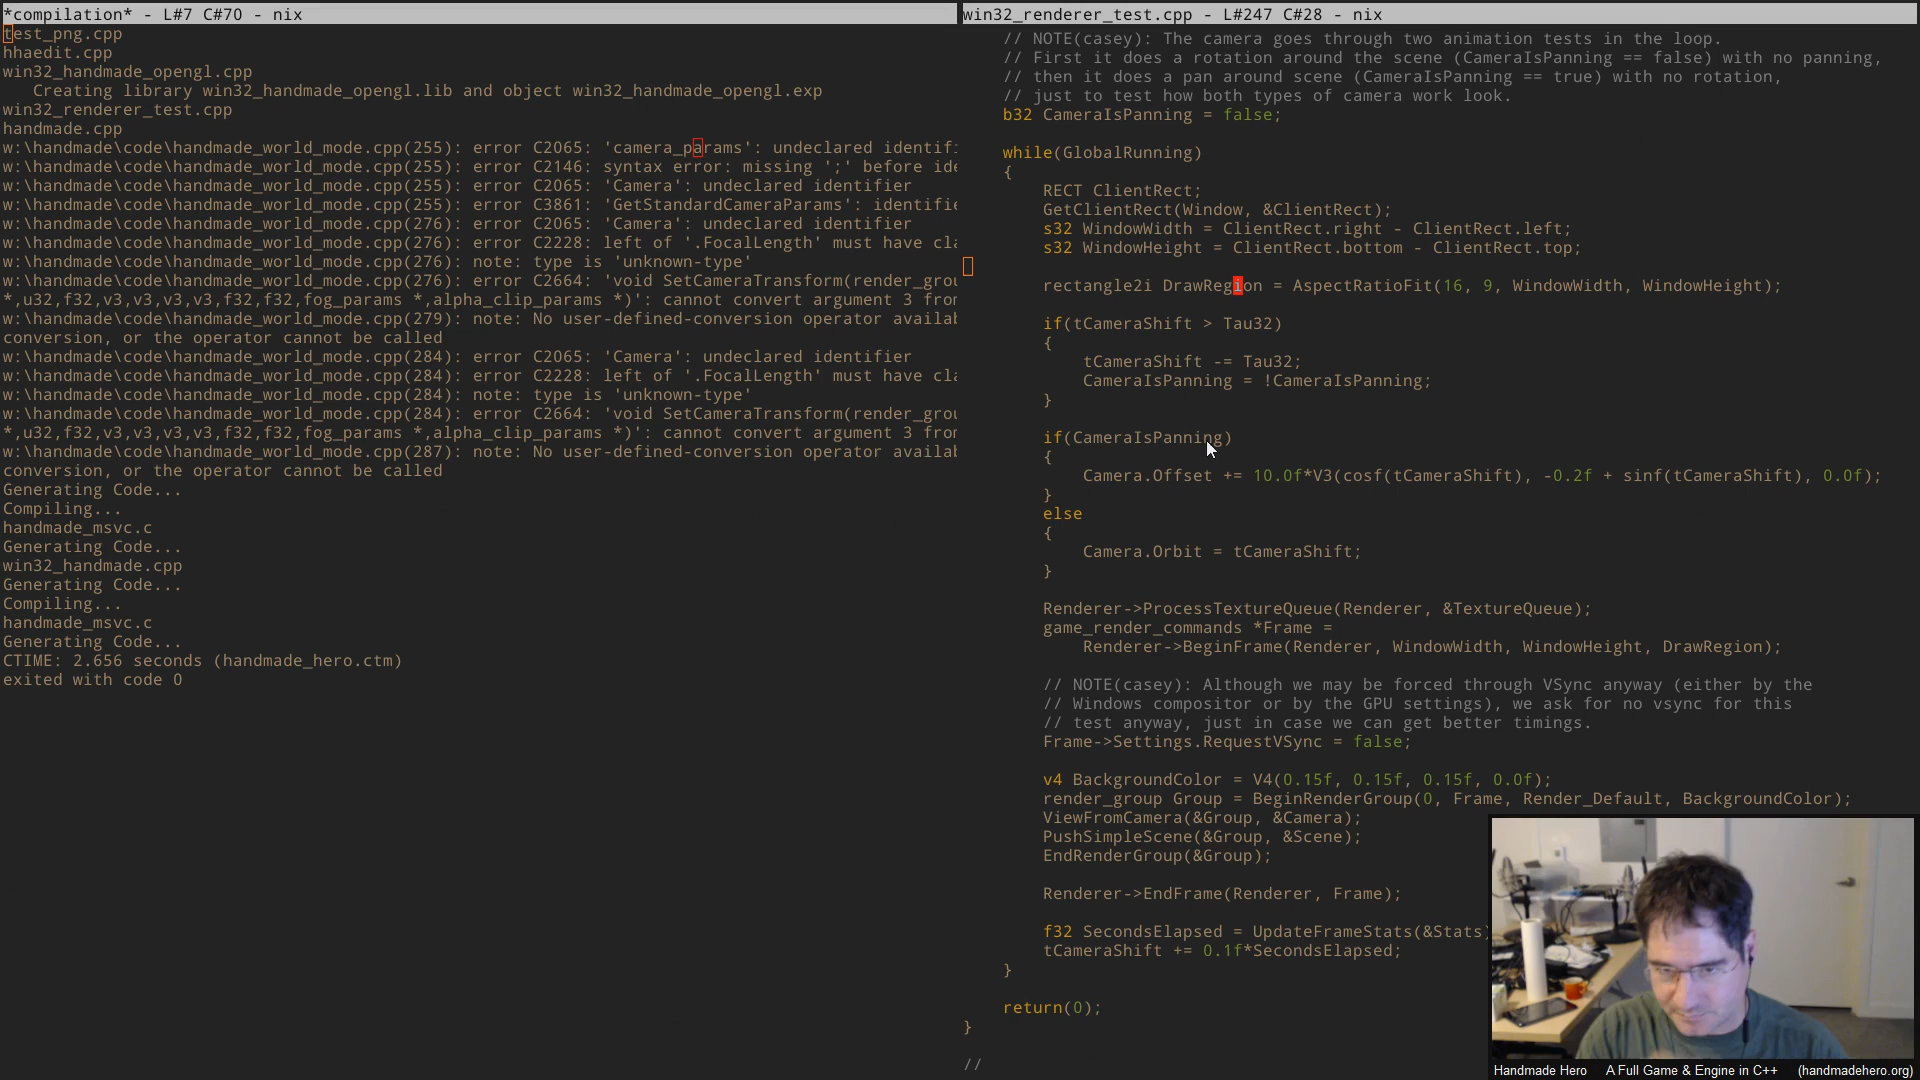 *compilation* - L#7 C#70 - nix
test_png.cpp
hhaedit.cpp
win32_handmade_opengl.cpp
   Creating library win32_handmade_opengl.lib and object win32_handmade_opengl.exp
win32_renderer_test.cpp
handmade.cpp
w:\handmade\code\handmade_world_mode.cpp(255): error C2065: 'camera_params': undeclared identif
w:\handmade\code\handmade_world_mode.cpp(255): error C2146: syntax error: missing ';' before ide
w:\handmade\code\handmade_world_mode.cpp(255): error C2065: 'Camera': undeclared identifier
w:\handmade\code\handmade_world_mode.cpp(255): error C3861: 'GetStandardCameraParams': identifie
w:\handmade\code\handmade_world_mode.cpp(276): error C2065: 'Camera': undeclared identifier
w:\handmade\code\handmade_world_mode.cpp(276): error C2228: left of '.FocalLength' must have cla
w:\handmade\code\handmade_world_mode.cpp(276): note: type is 'unknown-type'
w:\handmade\code\handmade_world_mode.cpp(276): error C2664: 'void SetCameraTransform(render_grou
*,u32,f32,v3,v3,v3,v3,f32,f32,fog_params *,alpha_clip_params *)': cannot convert argument 3 from
w:\handmade\code\handmade_world_mode.cpp(279): note: No user-defined-conversion operator availab
conversion, or the operator cannot be called
w:\handmade\code\handmade_world_mode.cpp(284): error C2065: 'Camera': undeclared identifier
w:\handmade\code\handmade_world_mode.cpp(284): error C2228: left of '.FocalLength' must have cla
w:\handmade\code\handmade_world_mode.cpp(284): note: type is 'unknown-type'
w:\handmade\code\handmade_world_mode.cpp(284): error C2664: 'void SetCameraTransform(render_grou
*,u32,f32,v3,v3,v3,v3,f32,f32,fog_params *,alpha_clip_params *)': cannot convert argument 3 from
w:\handmade\code\handmade_world_mode.cpp(287): note: No user-defined-conversion operator availab
conversion, or the operator cannot be called
Generating Code...
Compiling...
handmade_msvc.c
Generating Code...
win32_handmade.cpp
Generating Code...
Compiling...
handmade_msvc.c
Generating Code...
CTIME: 2.656 seconds (handmade_hero.ctm)
exited with code 0
win32_renderer_test.cpp - L#247 C#28 - nix
// NOTE(casey): The camera goes through two animation tests in the loop.
// First it does a rotation around the scene (CameraIsPanning == false) with no panning,
// then it does a pan around scene (CameraIsPanning == true) with no rotation,
// just to test how both types of camera work look.
b32 CameraIsPanning = false;
while(GlobalRunning)
{
RECT ClientRect;
GetClientRect(Window, &ClientRect);
s32 WindowWidth = ClientRect.right - ClientRect.left;
s32 WindowHeight = ClientRect.bottom - ClientRect.top;
rectangle2i DrawRegion = AspectRatioFit(16, 9, WindowWidth, WindowHeight);
if(tCameraShift > Tau32)
{
tCameraShift -= Tau32;
CameraIsPanning = !CameraIsPanning;
}
if(CameraIsPanning)
{
Camera.Offset += 10.0f*V3(cosf(tCameraShift), -0.2f + sinf(tCameraShift), 0.0f);
}
else
{
Camera.Orbit = tCameraShift;
}
Renderer->ProcessTextureQueue(Renderer, &TextureQueue);
game_render_commands *Frame =
Renderer->BeginFrame(Renderer, WindowWidth, WindowHeight, DrawRegion);
// NOTE(casey): Although we may be forced through VSync anyway (either by the
// Windows compositor or by the GPU settings), we ask for no vsync for this
// test anyway, just in case we can get better timings.
Frame->Settings.RequestVSync = false;
v4 BackgroundColor = V4(0.15f, 0.15f, 0.15f, 0.0f);
render_group Group = BeginRenderGroup(0, Frame, Render_Default, BackgroundColor);
ViewFromCamera(&Group, &Camera);
PushSimpleScene(&Group, &Scene);
EndRenderGroup(&Group);
Renderer->EndFrame(Renderer, Frame);
f32 SecondsElapsed = UpdateFrameStats(&Stats)
tCameraShift += 0.1f*SecondsElapsed;
}
return(0);
}
//
Handmade Hero A Full Game & Engine in C++ (handmadehero.org)